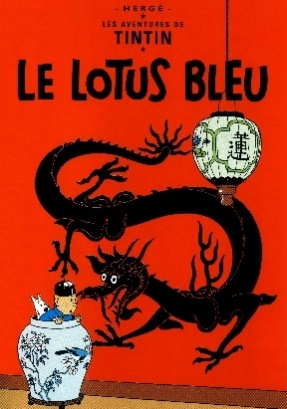 - HERGÉ -
LES AVENTURES DE
TINTIN
LE LOTUS BLEU
蓮